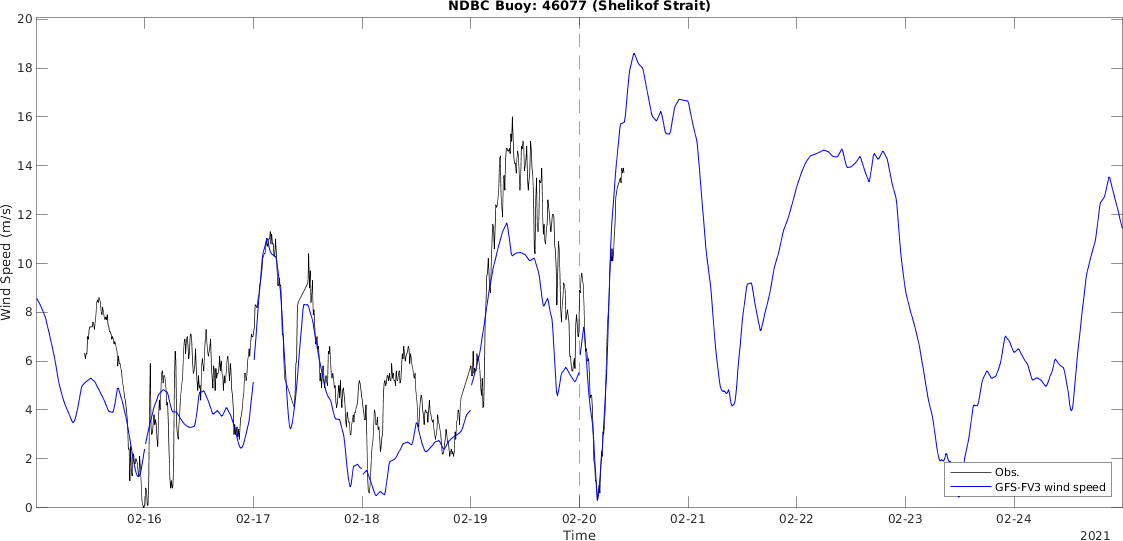 NDBC Buoy: 46077 (Shelikof Strait)
20
18
16
14
12
10
8
6
4
2
0
Wind Speed (m/s)
02-16 02-17 02-18 02-19 02-20 02-21 02-22 02-23 02-24
Time
2021
Obs.
GFS-FV3 wind speed